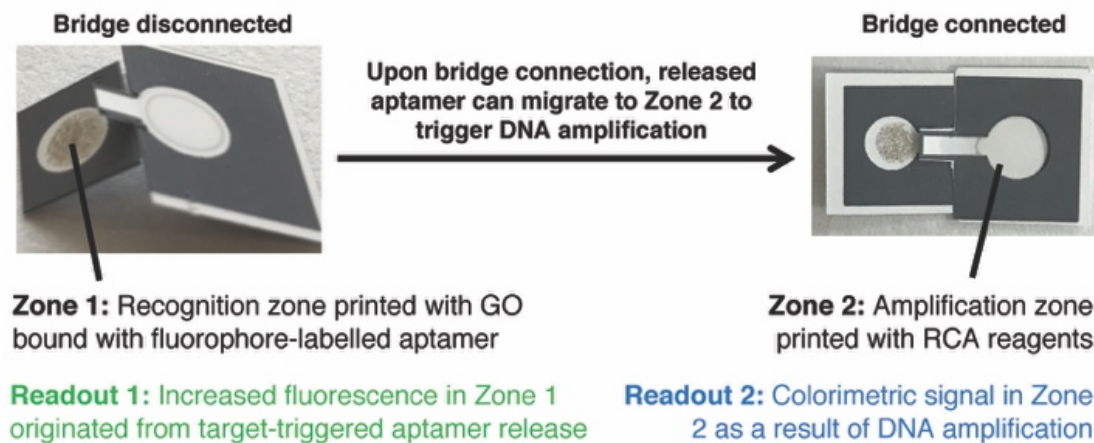 Bridge disconnected
Bridge connected
Upon bridge connection, released
aptamer can migrate to Zone 2 to
trigger DNA amplification
Zone 1: Recognition zone printed with GO
bound with fluorophore-labelled aptamer
Zone 2: Amplification zone
printed with RCA reagents
Readout 1: Increased fluorescence in Zone 1
originated from target-triggered aptamer release
Readout 2: Colorimetric signal in Zone
2 as a result of DNA amplification